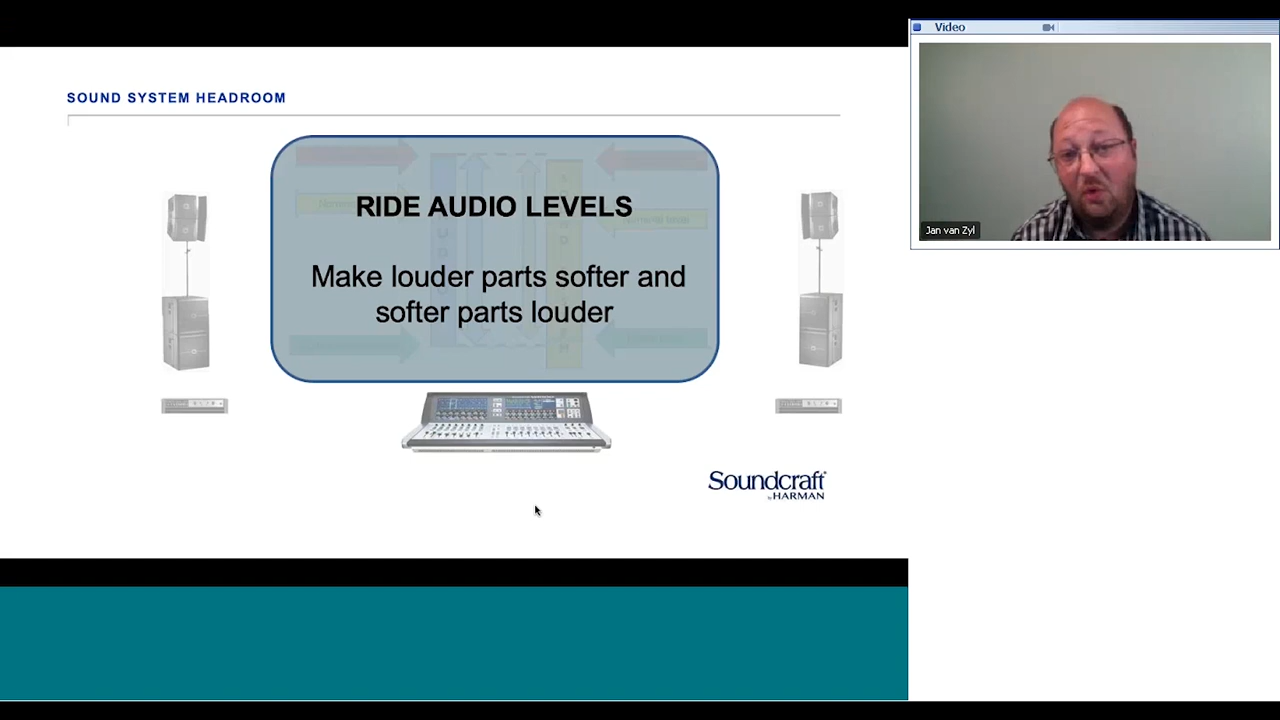 SOUND SYSTEM HEADROOM
RIDE AUDIO LEVELS
Make louder parts softer and
softer parts louder
Soundcraft
by HARMAN
Video
Jan van Zyl